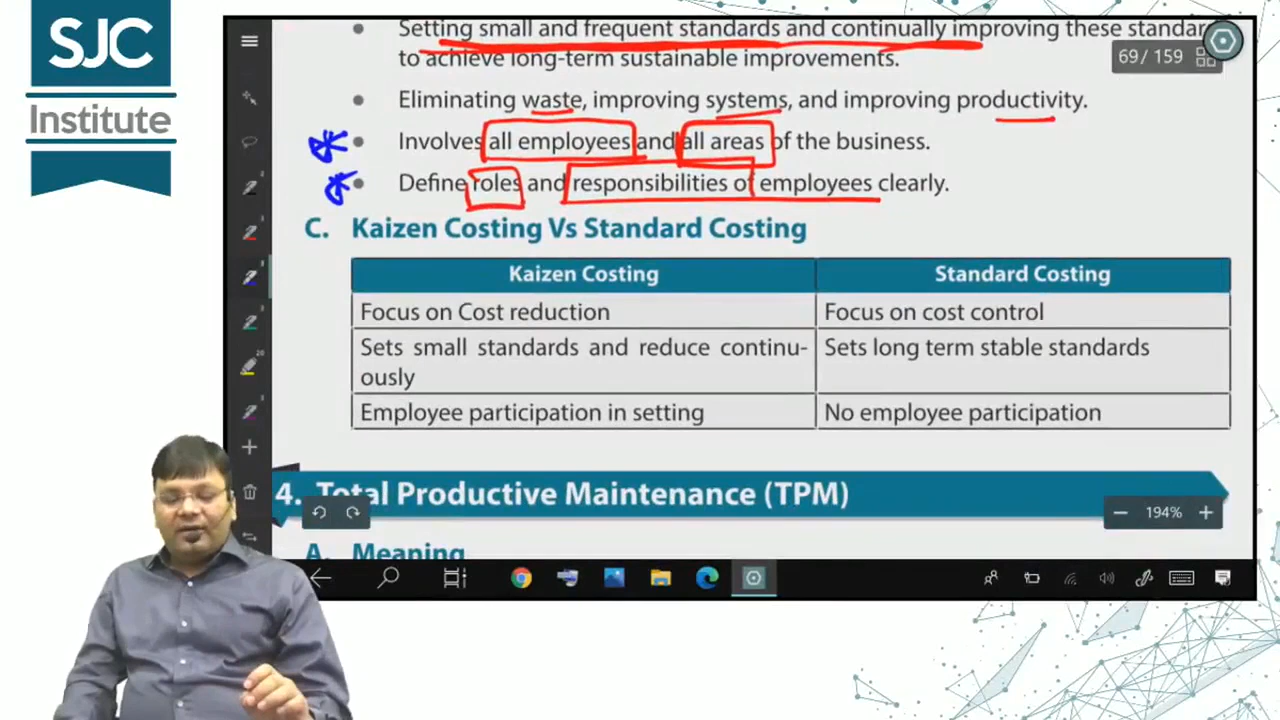 SJC
Institute
Setting small and frequent standards and continually improving these standar
to achieve long-term sustainable improvements.
69 / 159
Eliminating waste, improving systems, and improving productivity.
Involves all employees and all areas of the business.
Define roles and responsibilities of employees clearly.
C. Kaizen Costing Vs Standard Costing
Kaizen Costing Standard Costing
Focus on Cost reduction Focus on cost control
Sets small standards and reduce continu- Sets long term stable standards
ously
Employee participation in setting No employee participation
4. Total Productive Maintenance (TPM)
194%
A. Meaning